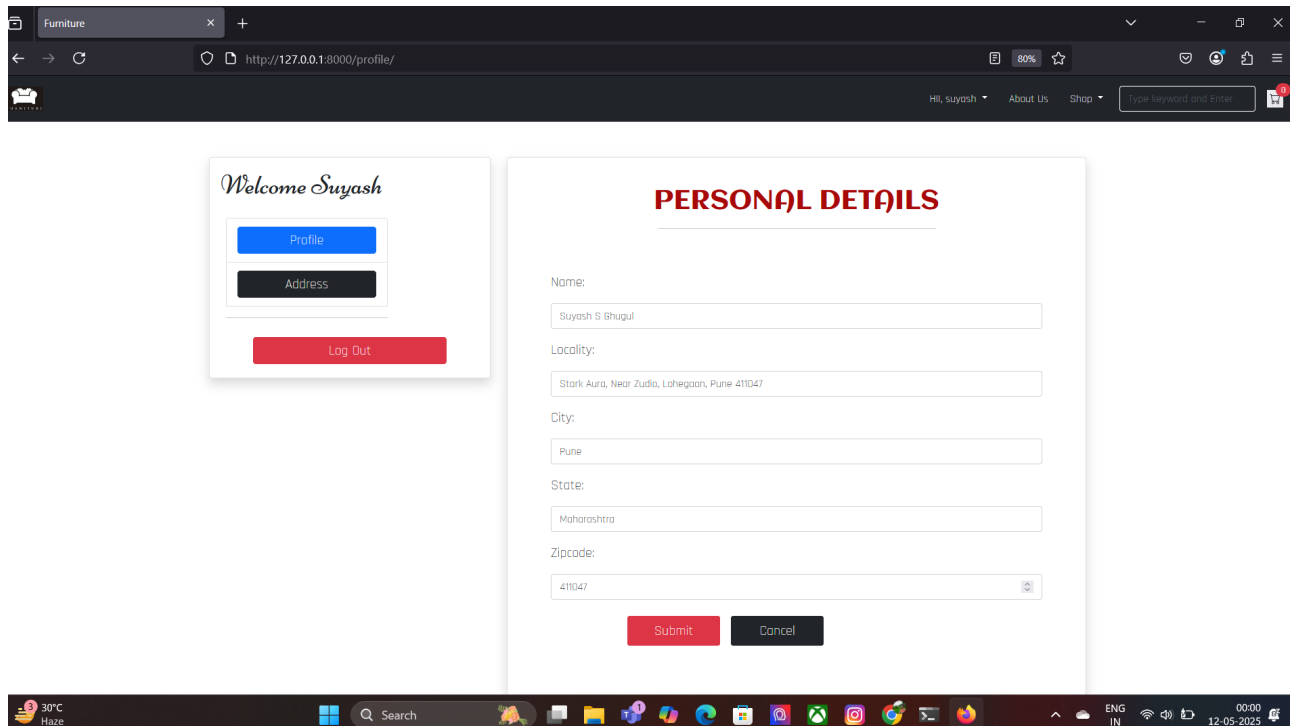 Furniture
http://127.0.0.1:8000/profile/
80%
HII, suyash
About Us
Shop
Type keyword and Enter
0
Welcome Suyash
Profile
Address
Log Out
PERSONAL DETAILS
Name:
Suyash S Ghugul
Locality:
Stark Aura, Near Zudio, Lohegaon, Pune 411047
City:
Pune
State:
Maharashtra
Zipcode:
411047
Submit
Cancel
3
30°C
Haze
Search
1
ENG
IN
00:00
12-05-2025